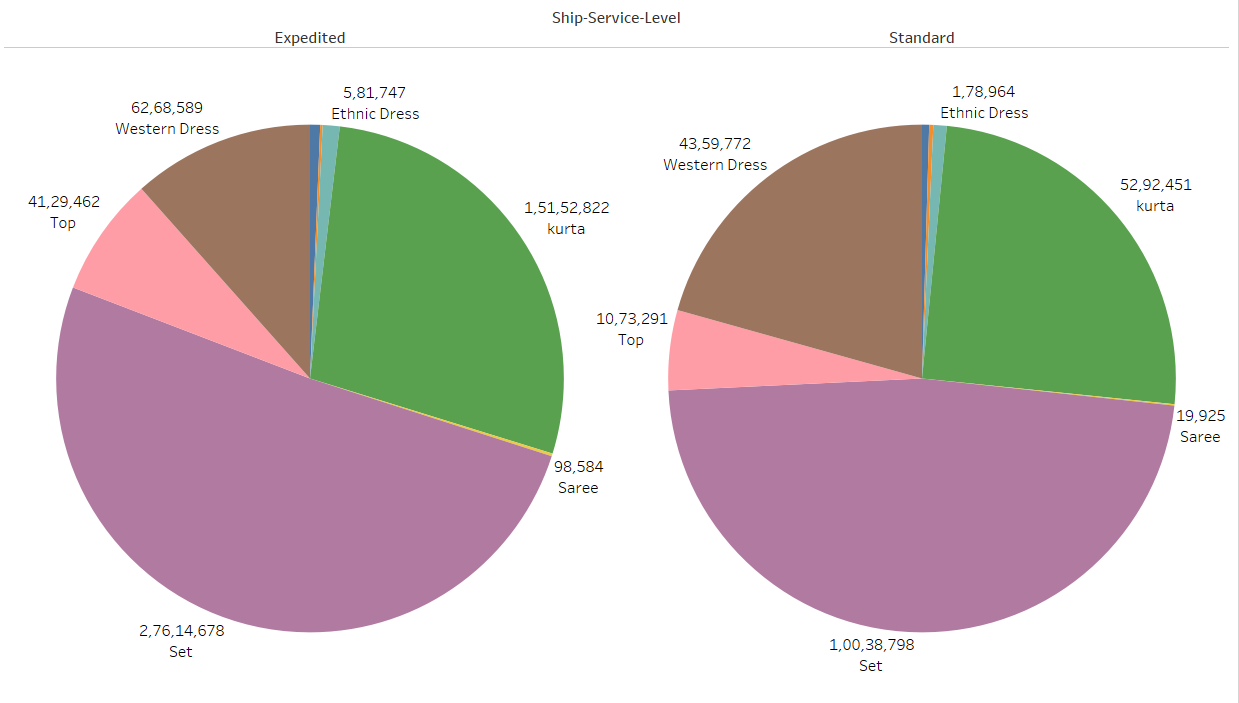 Ship-Service-Level
Expedited
Standard
5,81,747
Ethnic Dress
62,68,589
Western Dress
41,29,462
Top
1,51,52,822
kurta
98,584
Saree
2,76,14,678
Set
1,78,964
Ethnic Dress
43,59,772
Western Dress
52,92,451
kurta
10,73,291
Top
19,925
Saree
1,00,38,798
Set